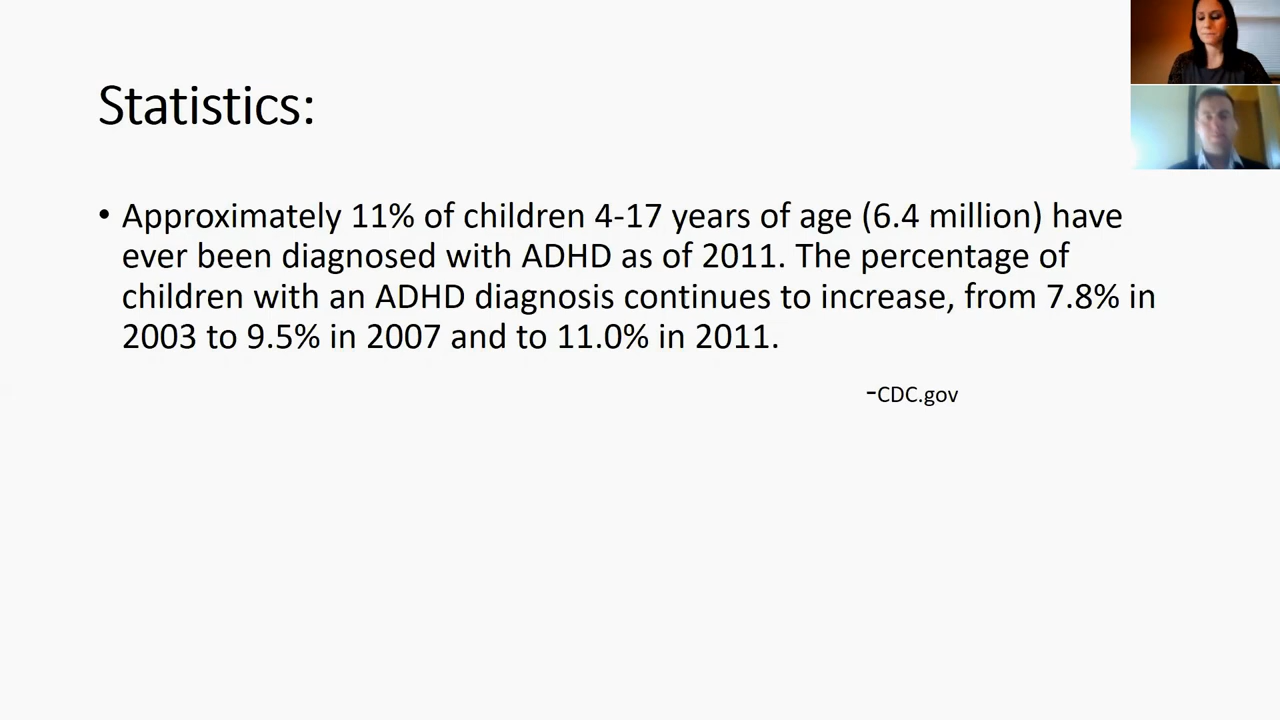 Statistics:
• Approximately 11% of children 4-17 years of age (6.4 million) have
ever been diagnosed with ADHD as of 2011. The percentage of
children with an ADHD diagnosis continues to increase, from 7.8% in
2003 to 9.5% in 2007 and to 11.0% in 2011.
-CDC.gov